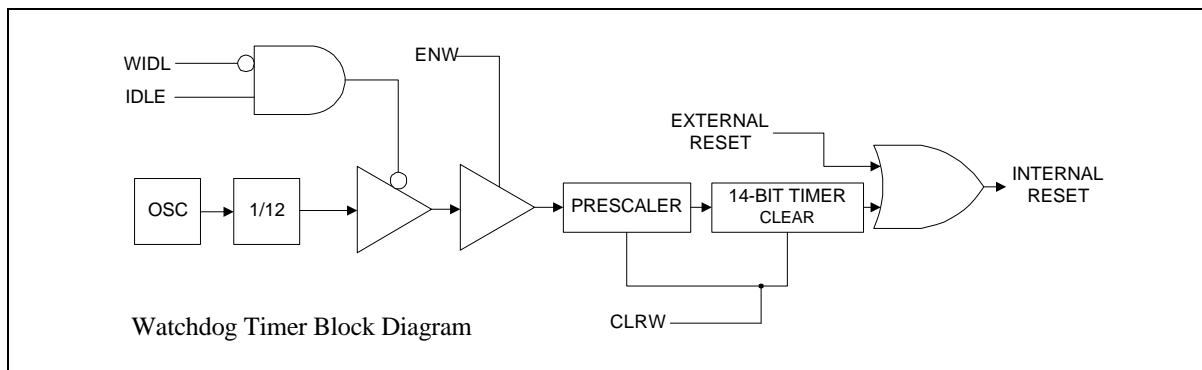 WIDL
IDLE
ENW
EXTERNAL
RESET
OSC
1/12
PRESCALER
14-BIT TIMER
CLEAR
INTERNAL
RESET
CLRW
Watchdog Timer Block Diagram